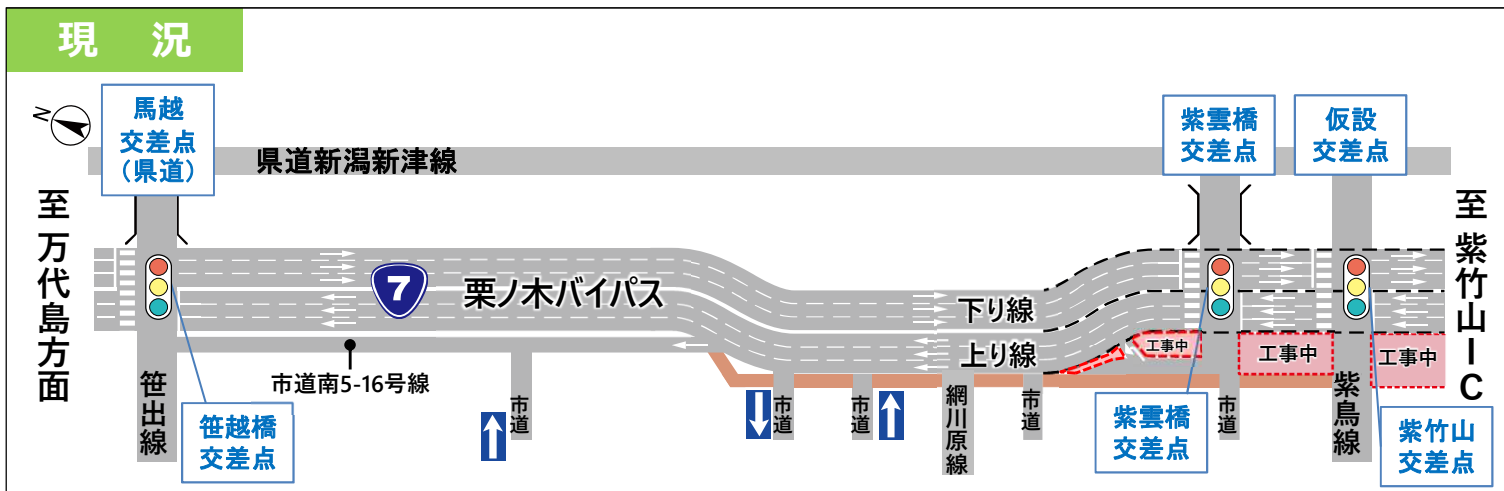 現 況
N
馬越
交差点
（県道）
紫雲橋
交差点
仮設
交差点
県道新潟新津線
至 万代島方面
至 紫竹山IC
7
栗ノ木バイパス
下り線
上り線
工事中
工事中
工事中
市道南5-16号線
笹出線
笹越橋
交差点
市道
市道
市道
網川原線
市道
紫雲橋
交差点
市道
紫鳥線
紫竹山
交差点